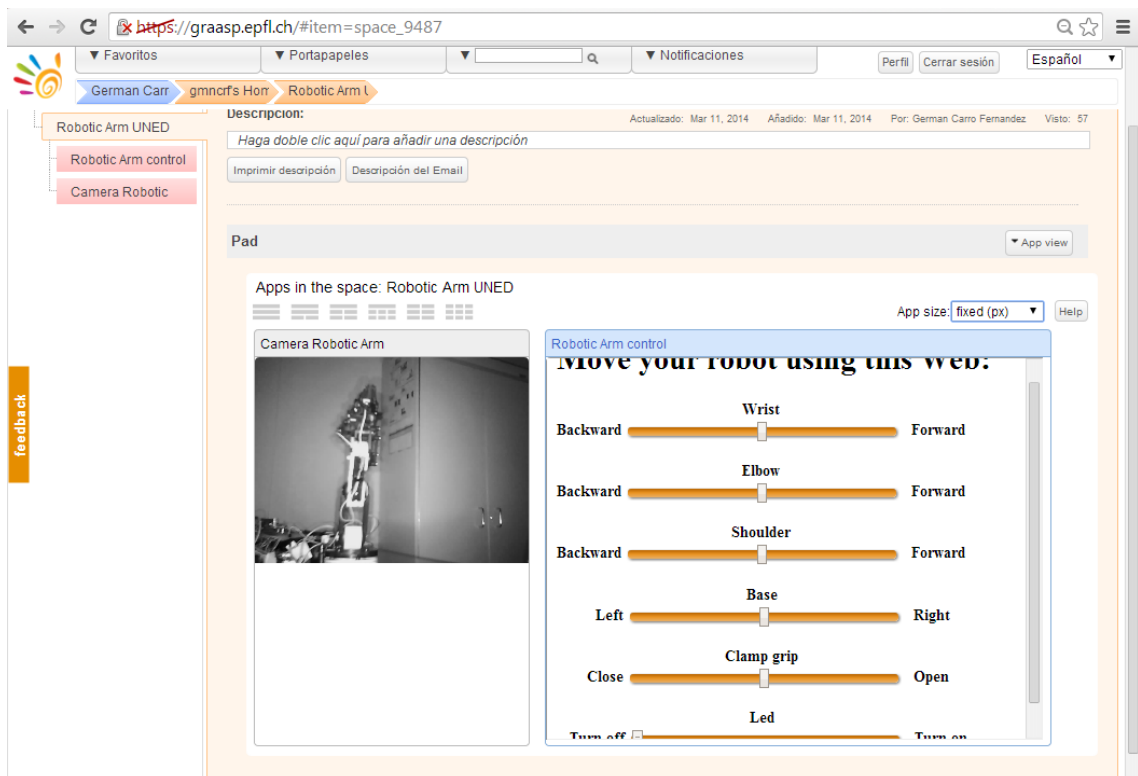 https://graasp.epfl.ch/#item=space_9487
▼ Favoritos ▼ Portapapeles ▼ ▼ Notificaciones Perfil Cerrar sesión Español ▼
German Carr gmncrf's Hom Robotic Arm U
Robotic Arm UNED
Robotic Arm control
Camera Robotic
feedback
Descripción:
Actualizado: Mar 11, 2014 Añadido: Mar 11, 2014 Por: German Carro Fernandez Visto: 57
Haga doble clic aquí para añadir una descripción
Imprimir descripción Descripción del Email
Pad
App view
Apps in the space: Robotic Arm UNED
App size: fixed (px) ▼ Help
Camera Robotic Arm
Robotic Arm control
Move your robot using this Web:
Wrist
Backward Forward
Elbow
Backward Forward
Shoulder
Backward Forward
Base
Left Right
Clamp grip
Close Open
Led
Turn off Turn on